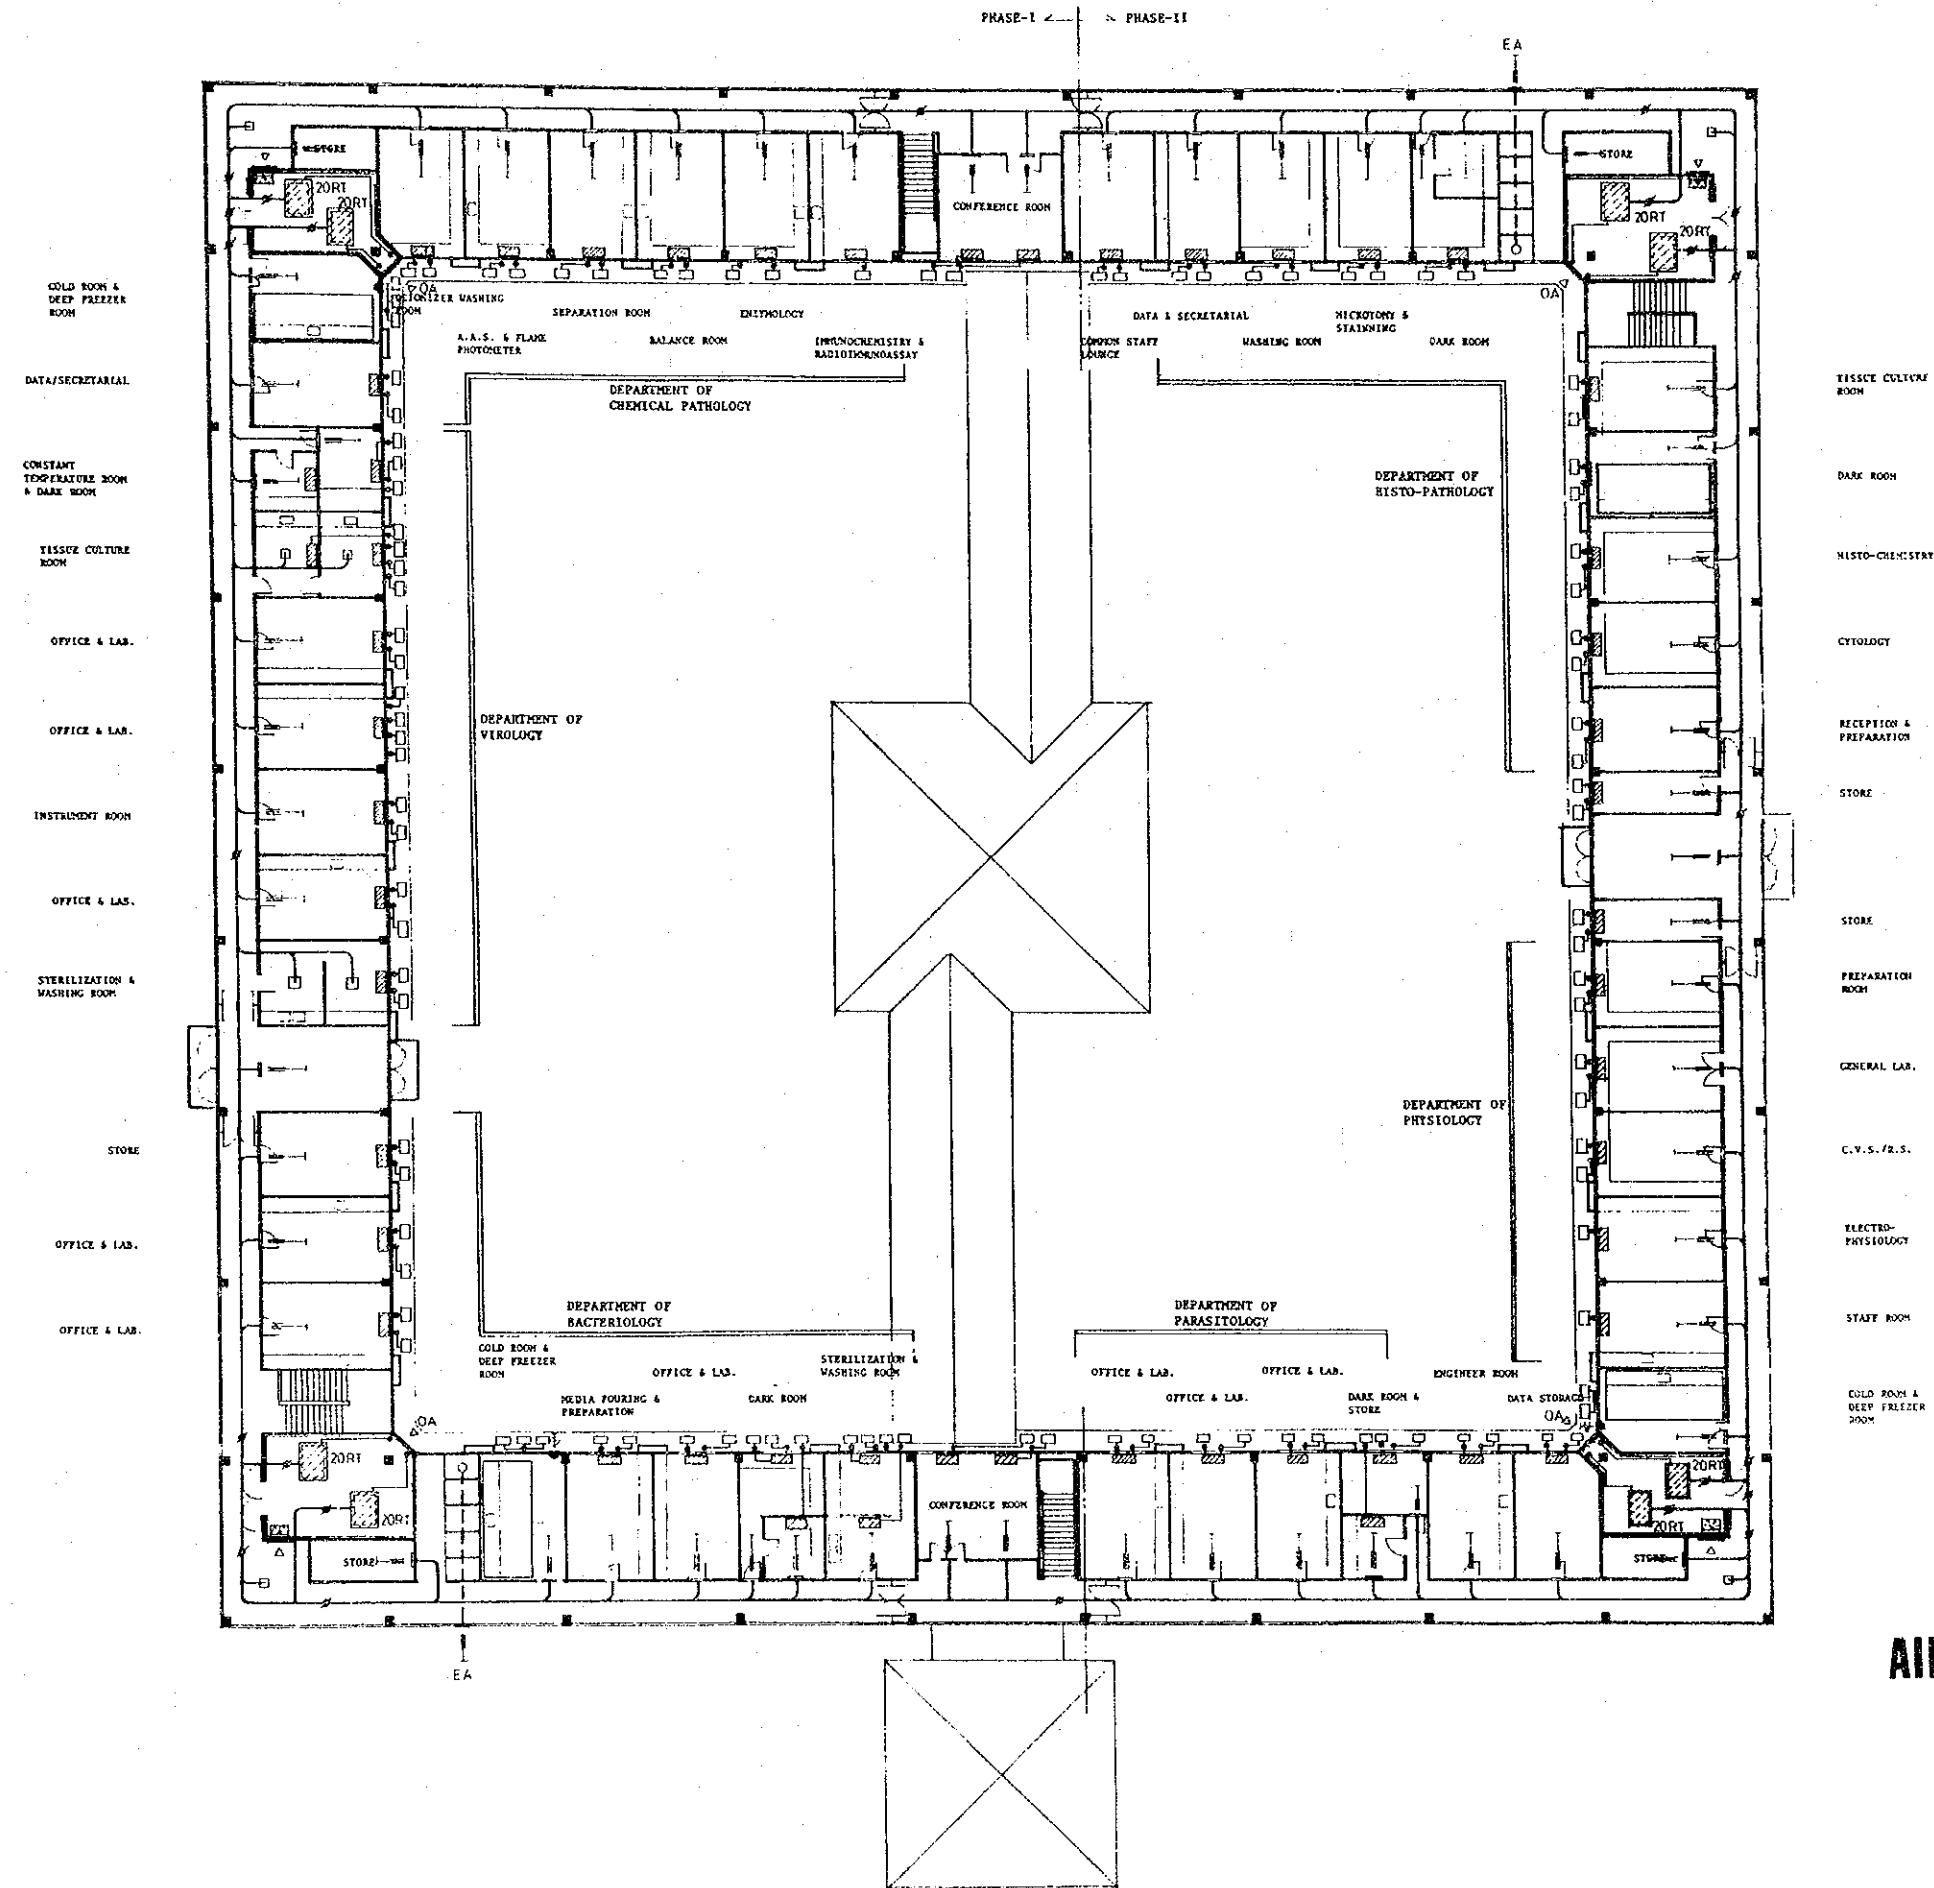 PHASE-I
PHASE-II
EA
STORE
20RT
20RT
CONFERENCE ROOM
STORE
20RT
20RT
COLD ROOM &
DEEP FREEZER
ROOM
OA
WASHING
ROOM
SEPARATION ROOM
ENZYMOLOGY
A.A.S. & FLAME
PHOTOMETER
BALANCE ROOM
IMMUNOCHEMISTRY &
RADIOIMMUNOASSAY
DATA & SECRETARIAL
MICROTOMY &
STAINNING
COMMON STAFF
LOUNGE
WASHING ROOM
DARK ROOM
OA
DATA/SECRETARIAL
DEPARTMENT OF
CHEMICAL PATHOLOGY
TISSUE CULTURE
ROOM
CONSTANT
TEMPERATURE ROOM
& DARK ROOM
DEPARTMENT OF
HISTO-PATHOLOGY
DARK ROOM
TISSUE CULTURE
ROOM
HISTO-CHEMISTRY
OFFICE & LAB.
CYTOLOGY
OFFICE & LAB.
DEPARTMENT OF
VIROLOGY
RECEPTION &
PREPARATION
INSTRUMENT ROOM
STORE
OFFICE & LAB.
STORE
STERILIZATION &
WASHING ROOM
PREPARATION
ROOM
GENERAL LAB.
DEPARTMENT OF
PHYSIOLOGY
STORE
C.V.S./R.S.
OFFICE & LAB.
ELECTRO-
PHYSIOLOGY
OFFICE & LAB.
DEPARTMENT OF
BACTERIOLOGY
DEPARTMENT OF
PARASITOLOGY
STAFF ROOM
COLD ROOM &
DEEP FREEZER
ROOM
OFFICE & LAB.
STERILIZATION &
WASHING ROOM
OFFICE & LAB.
OFFICE & LAB.
ENGINEER ROOM
MEDIA POURING &
PREPARATION
DARK ROOM
OFFICE & LAB.
DARK ROOM &
STORE
DATA STORAGE
COLD ROOM &
DEEP FREEZER
ROOM
OA
OA
20RT
20RT
CONFERENCE ROOM
20RT
20RT
STORE
STORE
EA